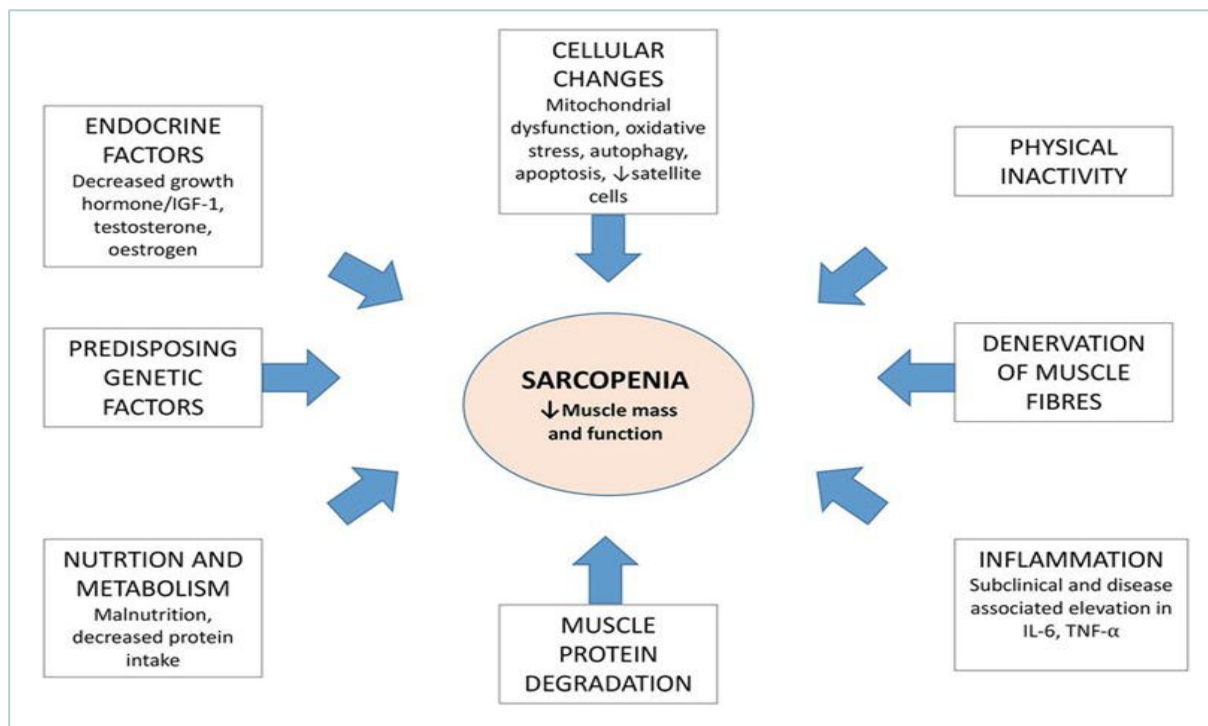 CELLULAR
CHANGES
Mitochondrial
dysfunction, oxidative
stress, autophagy,
apoptosis, ↓satellite
cells
ENDOCRINE
FACTORS
Decreased growth
hormone/IGF-1,
testosterone,
oestrogen
PHYSICAL
INACTIVITY
PREDISPOSING
GENETIC
FACTORS
SARCOPENIA
↓Muscle mass
and function
DENERVATION
OF MUSCLE
FIBRES
NUTRTION AND
METABOLISM
Malnutrition,
decreased protein
intake
MUSCLE
PROTEIN
DEGRADATION
INFLAMMATION
Subclinical and disease
associated elevation in
IL-6, TNF-α